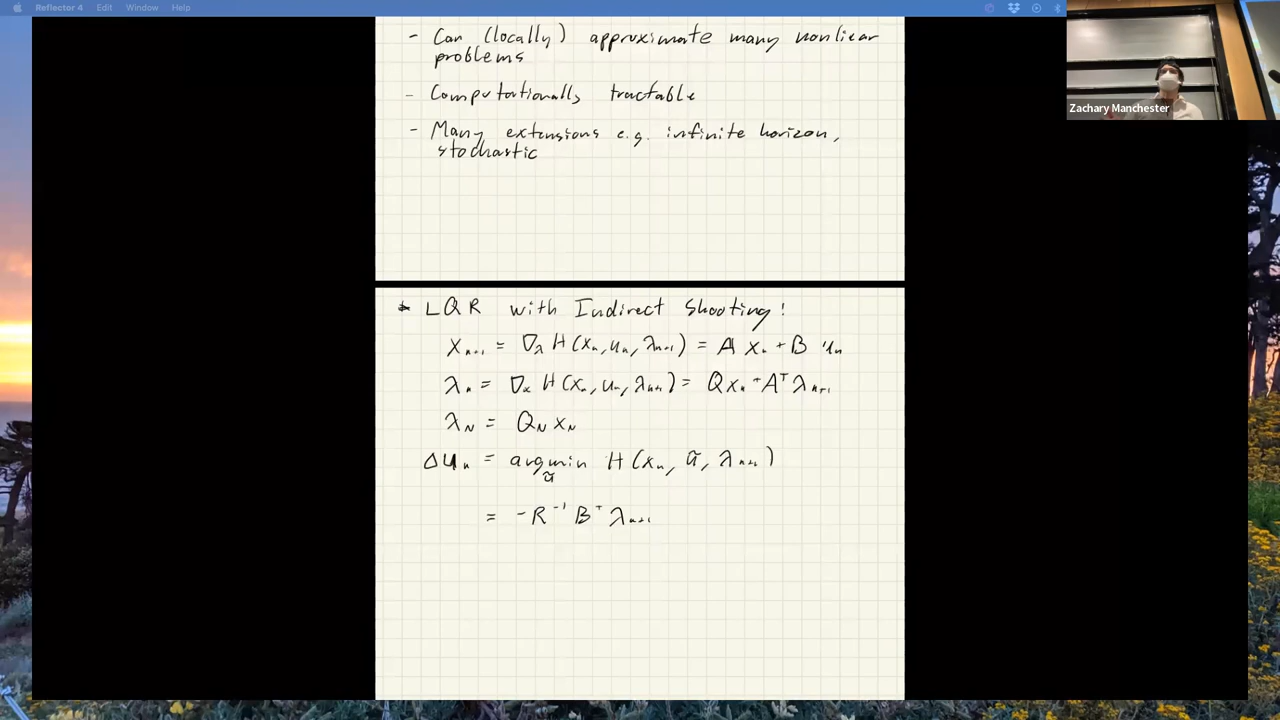 Reflector 4 Edit Window Help
- Can (locally) approximate many nonlinear
problems
- Computationally tractable
- Many extensions e.g. infinite horizon,
stochastic
Zachary Manchester
* LQR with Indirect Shooting:
xₙ₊₁ = ∇_λ H(xₙ, uₙ, λₙ₊₁) = A xₙ + B uₙ
λₙ = ∇ₓ H(xₙ, uₙ, λₙ₊₁) = Q xₙ + Aᵀ λₙ₊₁
λ_N = Q_N x_N
Δuₙ = argmin H(xₙ, ũ, λₙ₊₁)
ũ
= -R⁻¹ Bᵀ λₙ₊₁